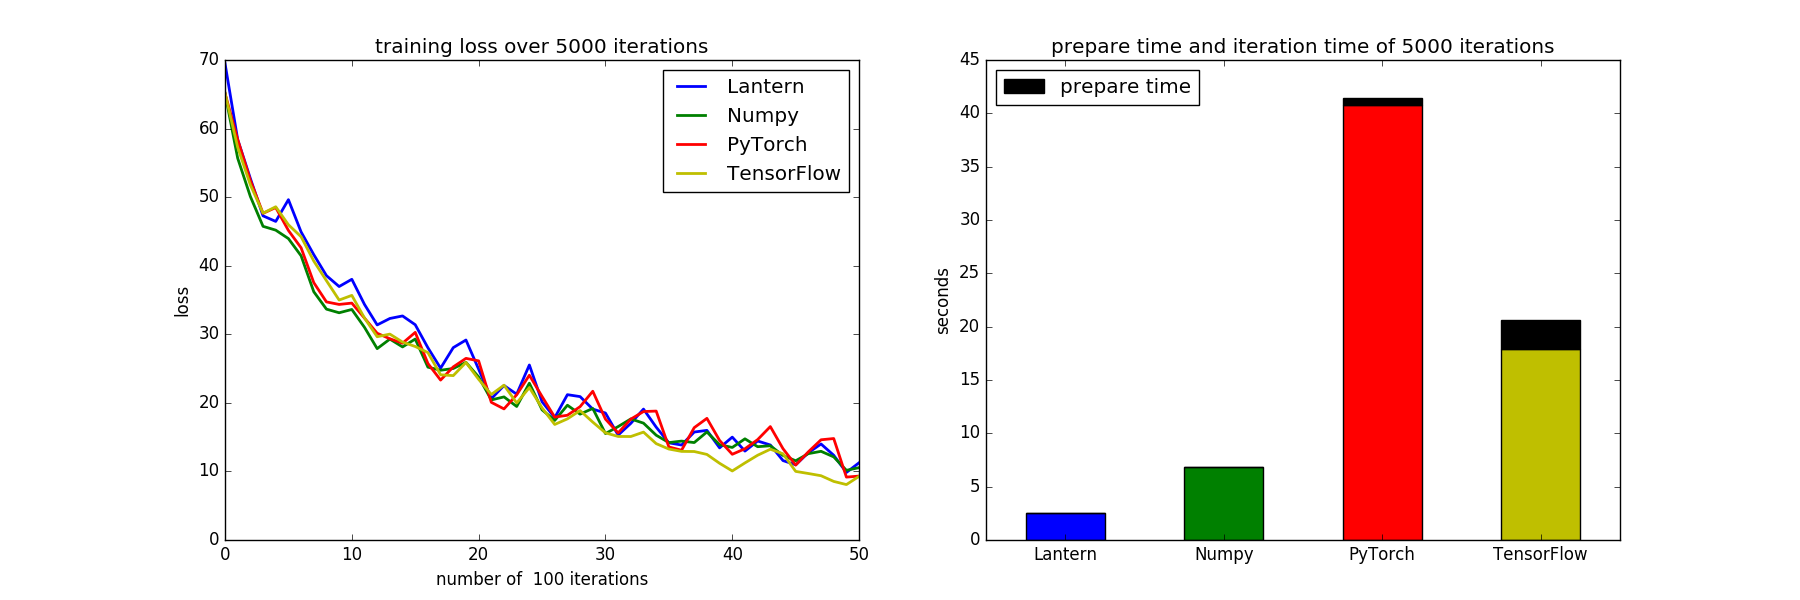 training loss over 5000 iterations
70
60
50
40
30
20
10
0
loss
Lantern
Numpy
PyTorch
TensorFlow
0 10 20 30 40 50
number of  100 iterations
prepare time and iteration time of 5000 iterations
45
40
35
30
25
20
15
10
5
0
seconds
prepare time
Lantern Numpy PyTorch TensorFlow